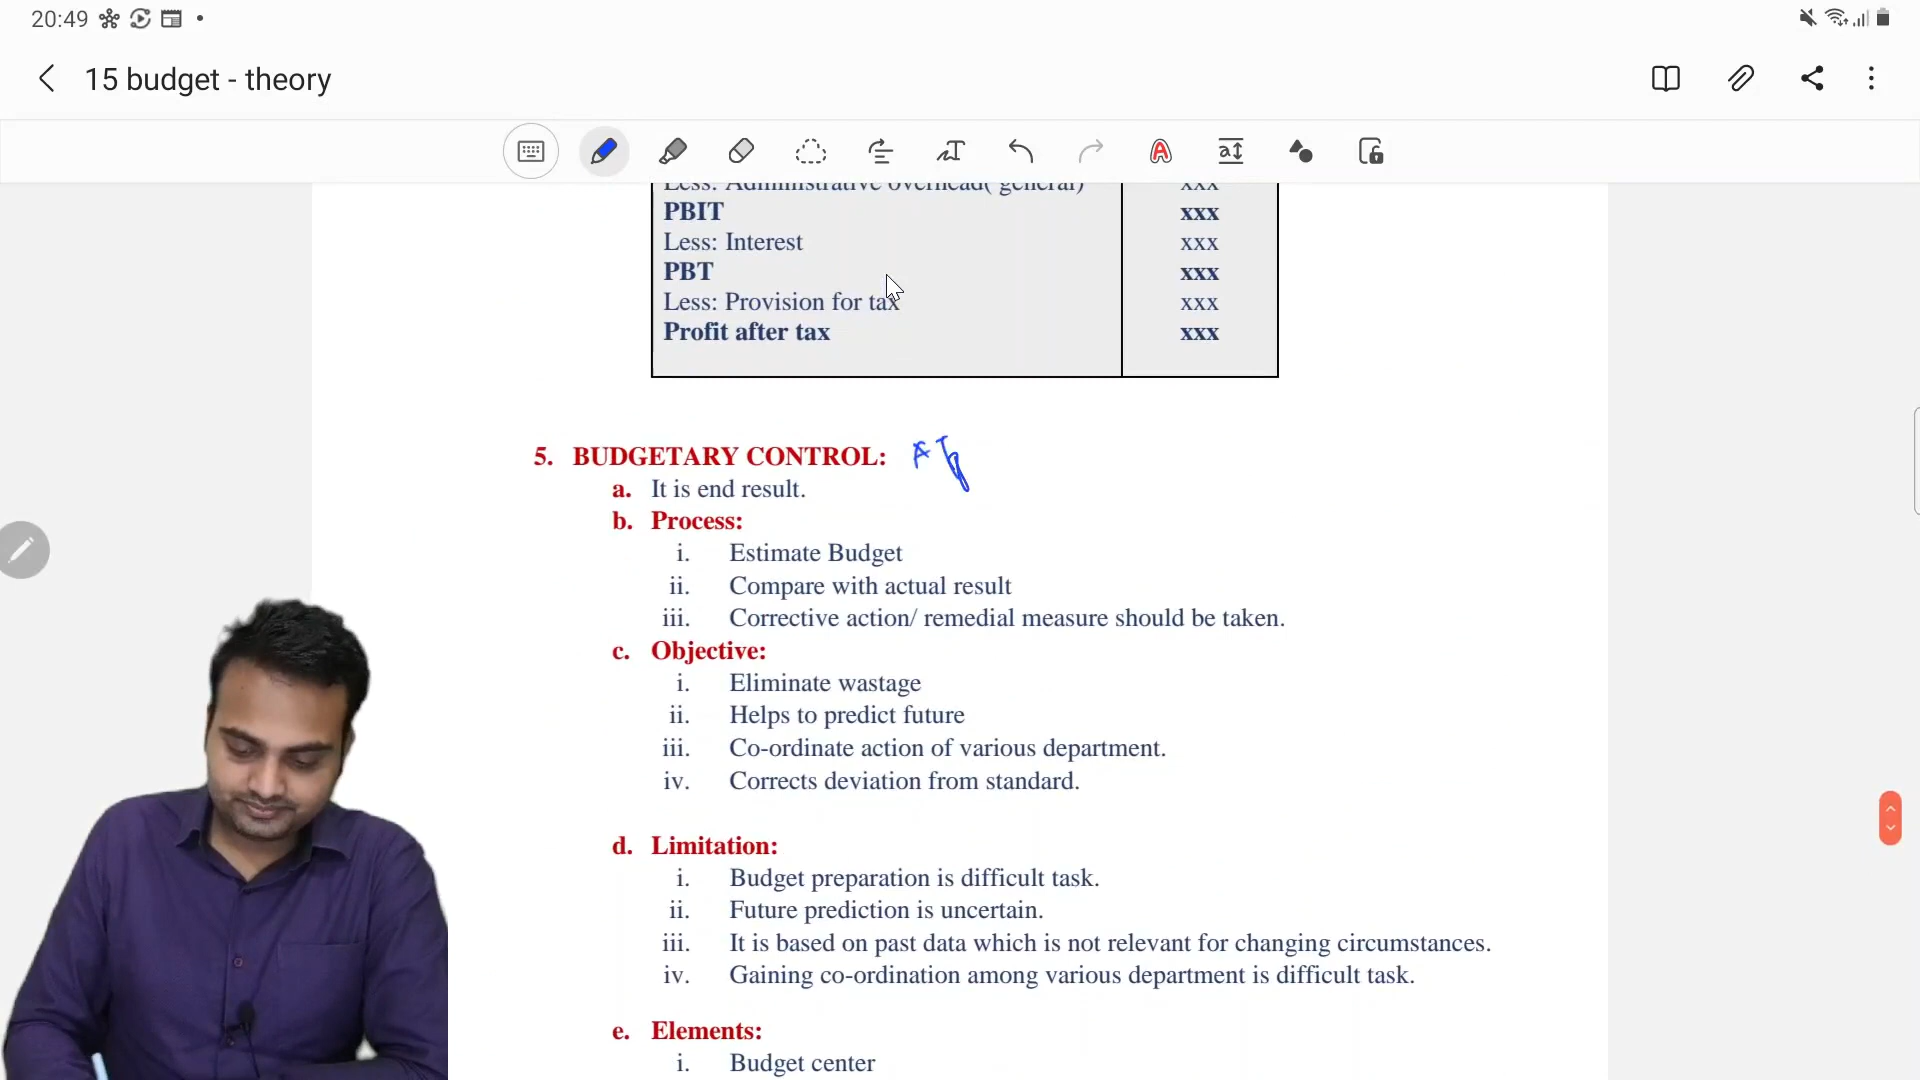 20:49
15 budget - theory
Less: Administrative overhead( general) xxx
PBIT xxx
Less: Interest xxx
PBT xxx
Less: Provision for tax xxx
Profit after tax xxx
5. BUDGETARY CONTROL:
a. It is end result.
b. Process:
i. Estimate Budget
ii. Compare with actual result
iii. Corrective action/ remedial measure should be taken.
c. Objective:
i. Eliminate wastage
ii. Helps to predict future
iii. Co-ordinate action of various department.
iv. Corrects deviation from standard.
d. Limitation:
i. Budget preparation is difficult task.
ii. Future prediction is uncertain.
iii. It is based on past data which is not relevant for changing circumstances.
iv. Gaining co-ordination among various department is difficult task.
e. Elements:
i. Budget center